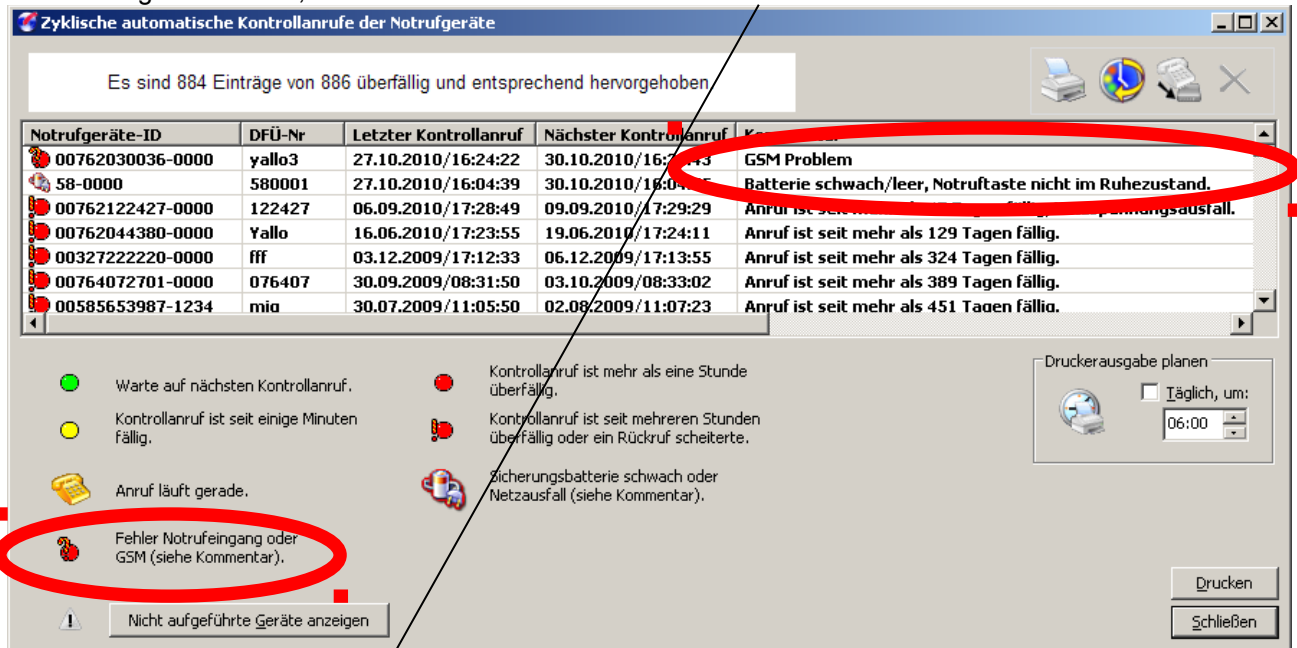 Zyklische automatische Kontrollanrufe der Notrufgeräte
Es sind 884 Einträge von 886 überfällig und entsprechend hervorgehoben
Notrufgeräte-ID DFÜ-Nr Letzter Kontrollanruf Nächster Kontrollanruf
00762030036-0000 yallo3 27.10.2010/16:24:22 GSM Problem
58-0000 580001 27.10.2010/16:04:39 Batterie schwach/leer, Notruftaste nicht im Ruhezustand.
00762122427-0000 122427 06.09.2010/17:28:49 09.09.2010/17:29:29 Anruf ist seit
00762044380-0000 Yallo 16.06.2010/17:23:55 19.06.2010/17:24:11 Anruf ist seit mehr als 129 Tagen fällig.
00327222220-0000 fff 03.12.2009/17:12:33 06.12.2009/17:13:55 Anruf ist seit mehr als 324 Tagen fällig.
00764072701-0000 076407 30.09.2009/08:31:50 03.10.2009/08:33:02 Anruf ist seit mehr als 389 Tagen fällig.
00585653987-1234 mig 30.07.2009/11:05:50 02.08.2009/11:07:23 Anruf ist seit mehr als 451 Tagen fällig.
Warte auf nächsten Kontrollanruf.
Kontrollanruf ist seit einige Minuten
fällig.
Anruf läuft gerade.
Fehler Notrufeingang oder
GSM (siehe Kommentar).
Nicht aufgeführte Geräte anzeigen
Kontrollanruf ist mehr als eine Stunde
überfällig.
Kontrollanruf ist seit mehreren Stunden
überfällig oder ein Rückruf scheiterte.
Sicherungsbatterie schwach oder
Netzausfall (siehe Kommentar).
Druckerausgabe planen
Täglich, um:
06:00
Drucken
Schließen